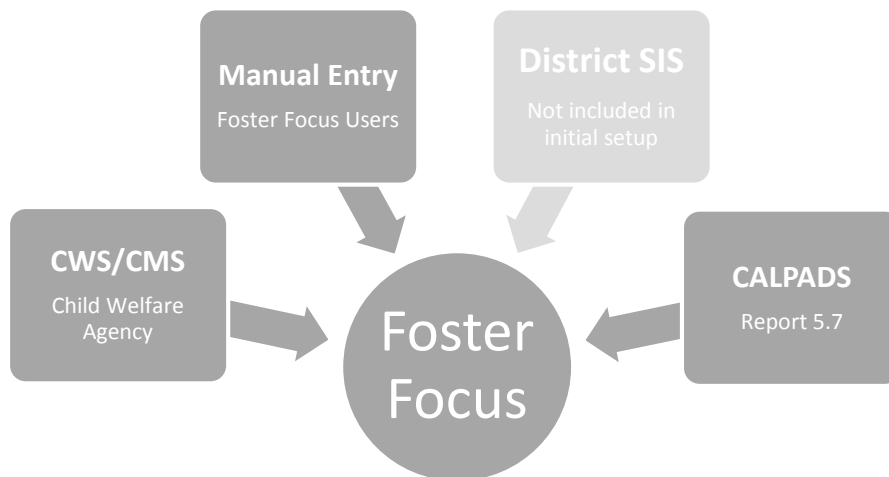 Manual Entry
Foster Focus Users
District SIS
Not included in
initial setup
CWS/CMS
Child Welfare
Agency
CALPADS
Report 5.7
Foster
Focus